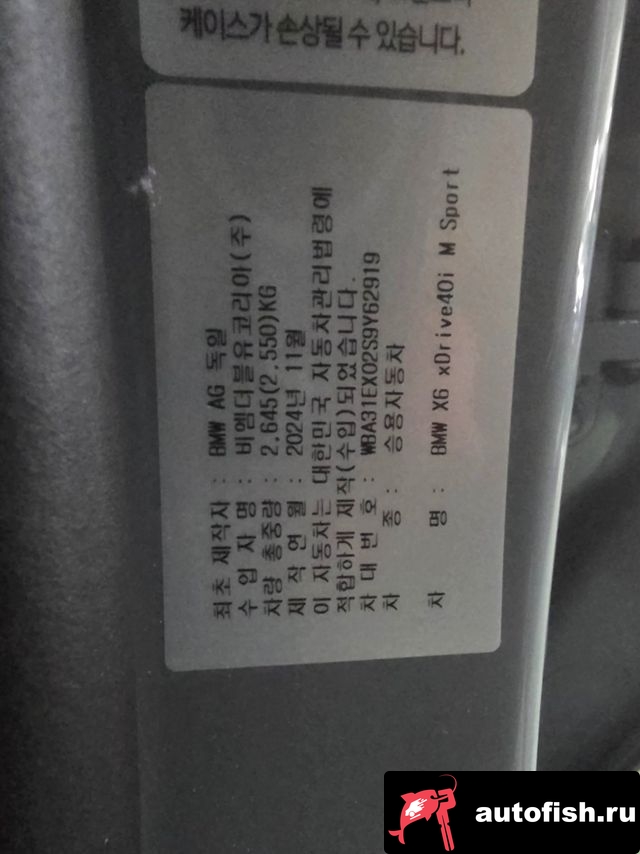 케이스가 손상될 수 있습니다.
최초 제작자 : BMW AG 독일
수 입 자 명 : 비엠더블유코리아(주)
차량 총중량 : 2,645(2,550)KG
제 작 연 월 : 2024년 11월
이 자동차는 대한민국 자동차관리법령에
적합하게 제작(수입)되었습니다.
차 대 번 호 : WBA31EX02S9Y62919
차 종 : 승용자동차
차 명 : BMW X6 xDrive40i M Sport
autofish.ru